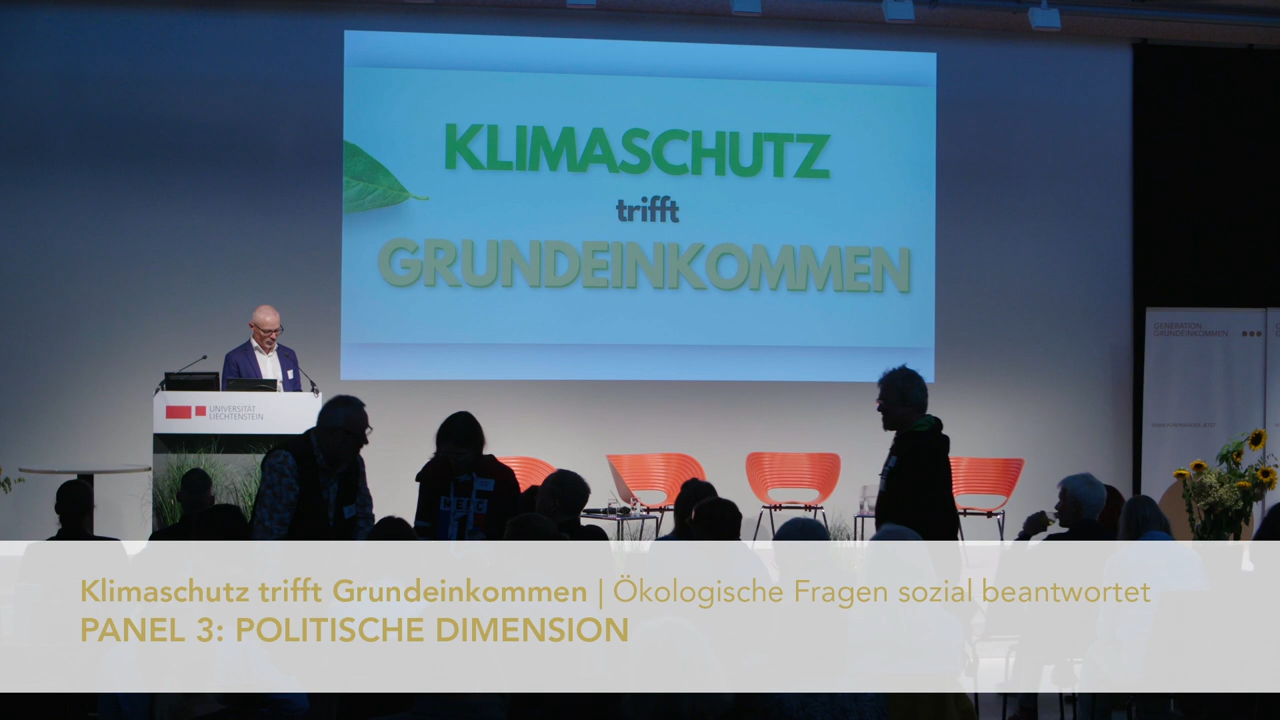 KLIMASCHUTZ
trifft
GRUNDEINKOMMEN
UNIVERSITÄT
LIECHTENSTEIN
GENERATION
GRUNDEINKOMMEN
Klimaschutz trifft Grundeinkommen | Ökologische Fragen sozial beantwortet
PANEL 3: POLITISCHE DIMENSION